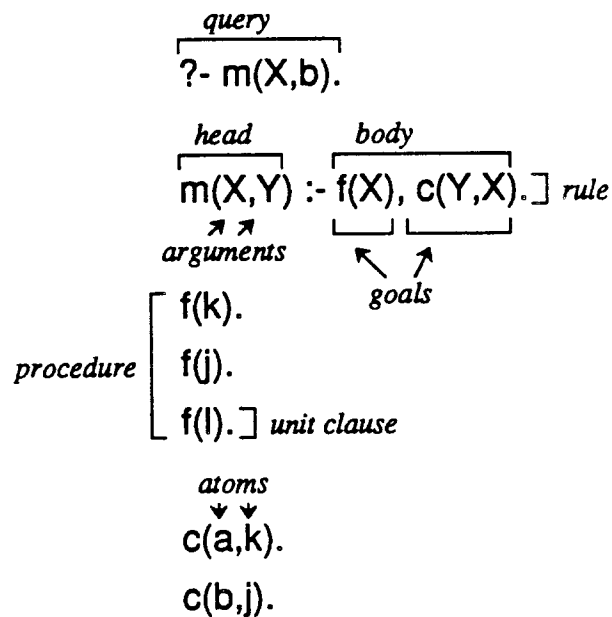 query
?- m(X,b).
head body
m(X,Y) :- f(X), c(Y,X). rule
arguments
goals
f(k).
f(j).
procedure
f(l). unit clause
atoms
c(a,k).
c(b,j).